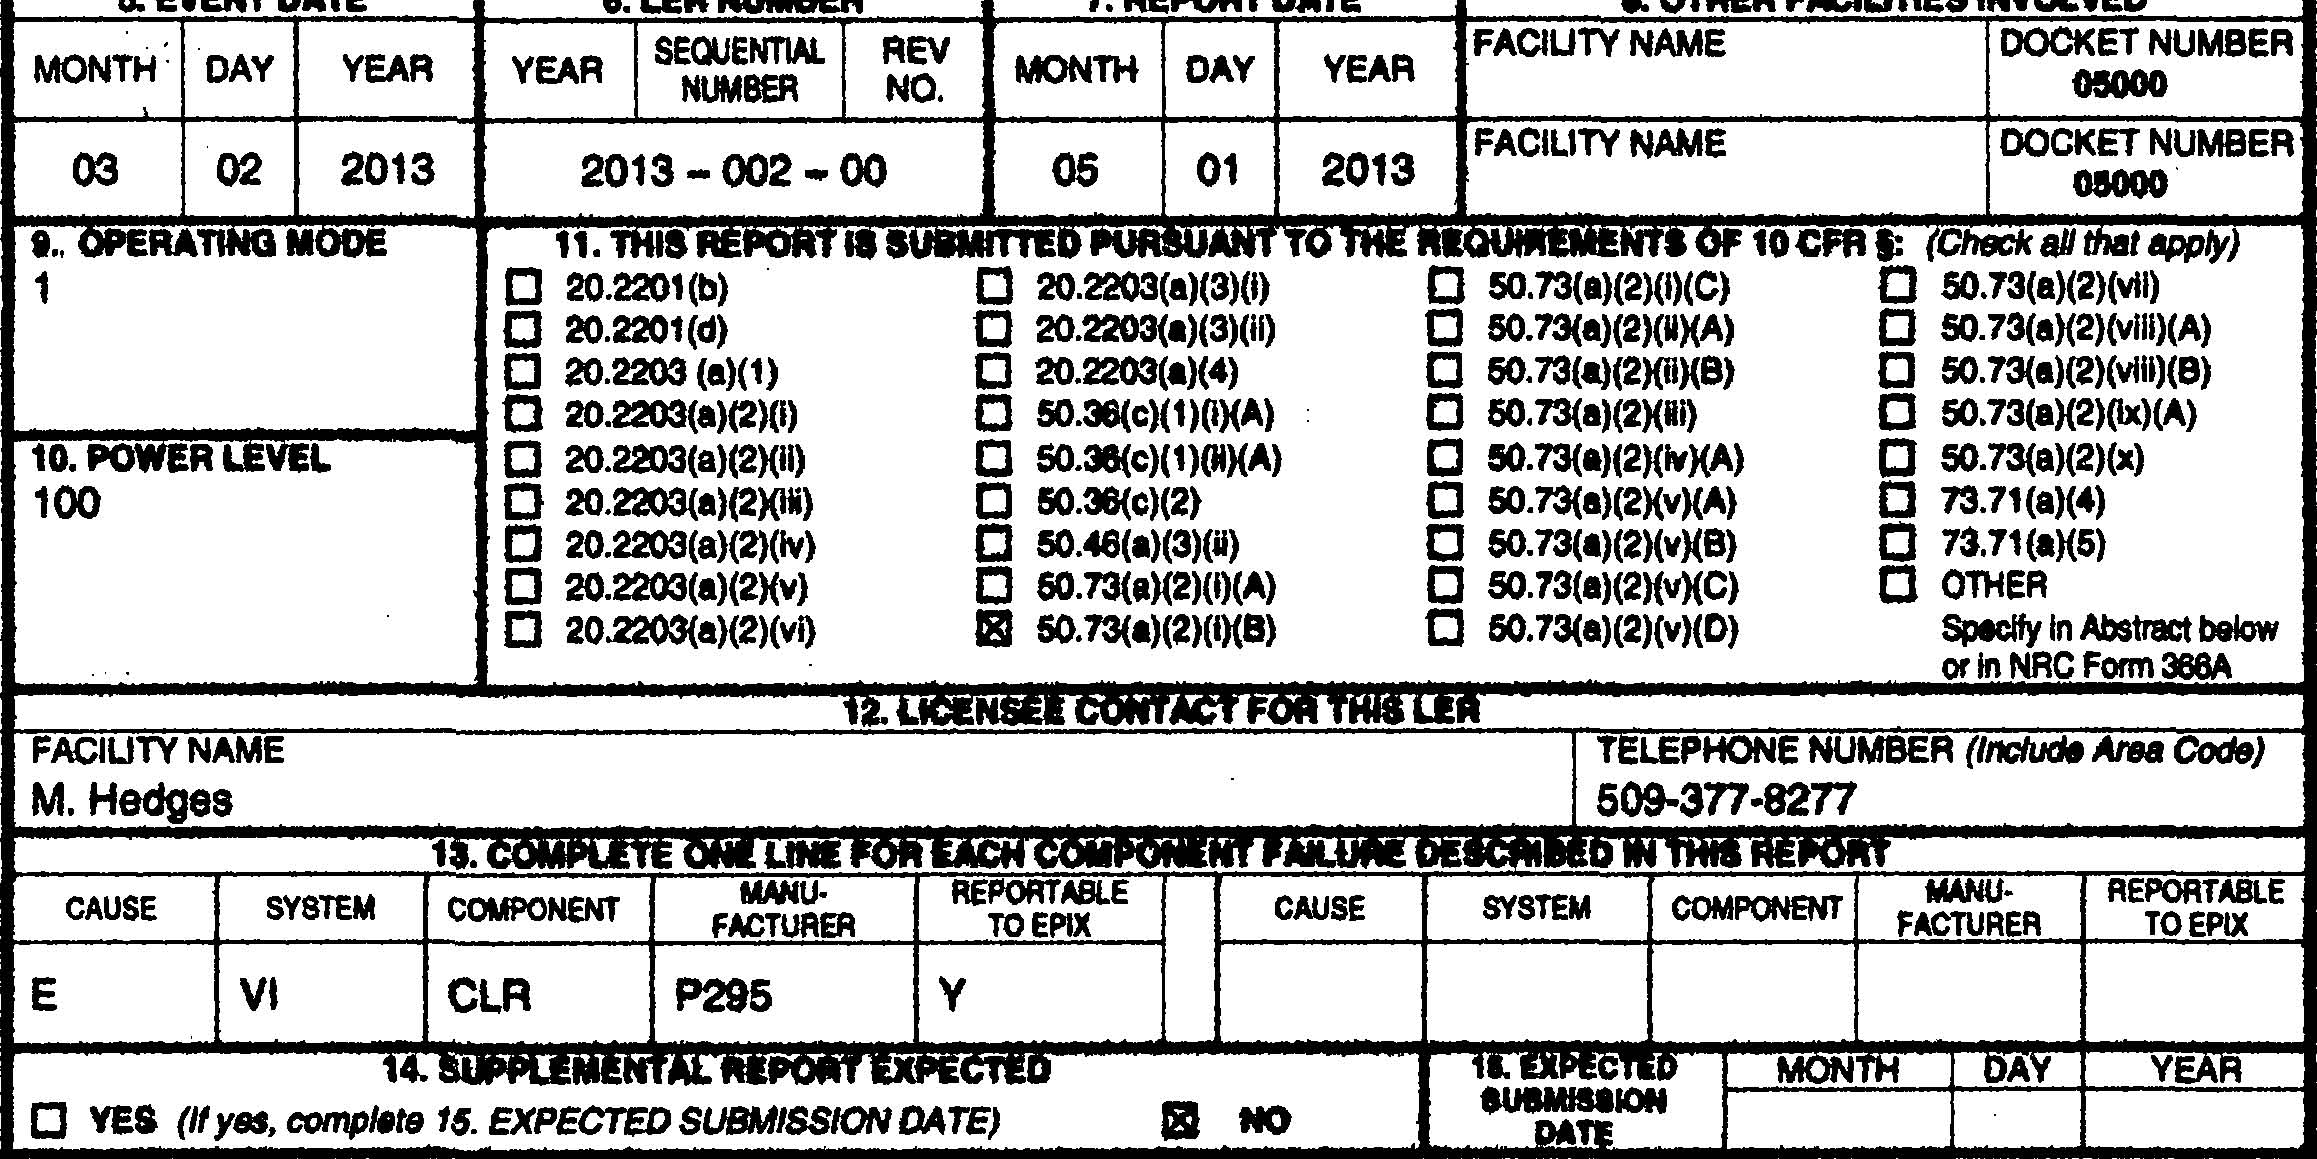 5. EVENT DATE 6. LER NUMBER 7. REPORT DATE 8. OTHER FACILITIES INVOLVED
MONTH DAY YEAR YEAR SEQUENTIAL NUMBER REV NO. MONTH DAY YEAR FACILITY NAME DOCKET NUMBER 05000
03 02 2013 2013 – 002 – 00 05 01 2013 FACILITY NAME DOCKET NUMBER 05000
9.. OPERATING MODE
1
10. POWER LEVEL
100
11. THIS REPORT IS SUBMITTED PURSUANT TO THE REQUIREMENTS OF 10 CFR §: (Check all that apply)
☐ 20.2201(b) ☐ 20.2203(a)(3)(i) ☐ 50.73(a)(2)(i)(C) ☐ 50.73(a)(2)(vii)
☐ 20.2201(d) ☐ 20.2203(a)(3)(ii) ☐ 50.73(a)(2)(ii)(A) ☐ 50.73(a)(2)(viii)(A)
☐ 20.2203 (a)(1) ☐ 20.2203(a)(4) ☐ 50.73(a)(2)(ii)(B) ☐ 50.73(a)(2)(viii)(B)
☐ 20.2203(a)(2)(i) ☐ 50.36(c)(1)(i)(A) ☐ 50.73(a)(2)(iii) ☐ 50.73(a)(2)(ix)(A)
☐ 20.2203(a)(2)(ii) ☐ 50.36(c)(1)(ii)(A) ☐ 50.73(a)(2)(iv)(A) ☐ 50.73(a)(2)(x)
☐ 20.2203(a)(2)(iii) ☐ 50.36(c)(2) ☐ 50.73(a)(2)(v)(A) ☐ 73.71(a)(4)
☐ 20.2203(a)(2)(iv) ☐ 50.46(a)(3)(ii) ☐ 50.73(a)(2)(v)(B) ☐ 73.71(a)(5)
☐ 20.2203(a)(2)(v) ☐ 50.73(a)(2)(i)(A) ☐ 50.73(a)(2)(v)(C) ☐ OTHER
☐ 20.2203(a)(2)(vi) ☒ 50.73(a)(2)(i)(B) ☐ 50.73(a)(2)(v)(D) Specify in Abstract below
or in NRC Form 366A
12. LICENSEE CONTACT FOR THIS LER
FACILITY NAME TELEPHONE NUMBER (Include Area Code)
M. Hedges 509-377-8277
13. COMPLETE ONE LINE FOR EACH COMPONENT FAILURE DESCRIBED IN THIS REPORT
CAUSE SYSTEM COMPONENT MANU-FACTURER REPORTABLE TO EPIX CAUSE SYSTEM COMPONENT MANU-FACTURER REPORTABLE TO EPIX
E VI CLR P295 Y
14. SUPPLEMENTAL REPORT EXPECTED
☐ YES (If yes, complete 15. EXPECTED SUBMISSION DATE) ☒ NO
15. EXPECTED SUBMISSION DATE
MONTH DAY YEAR